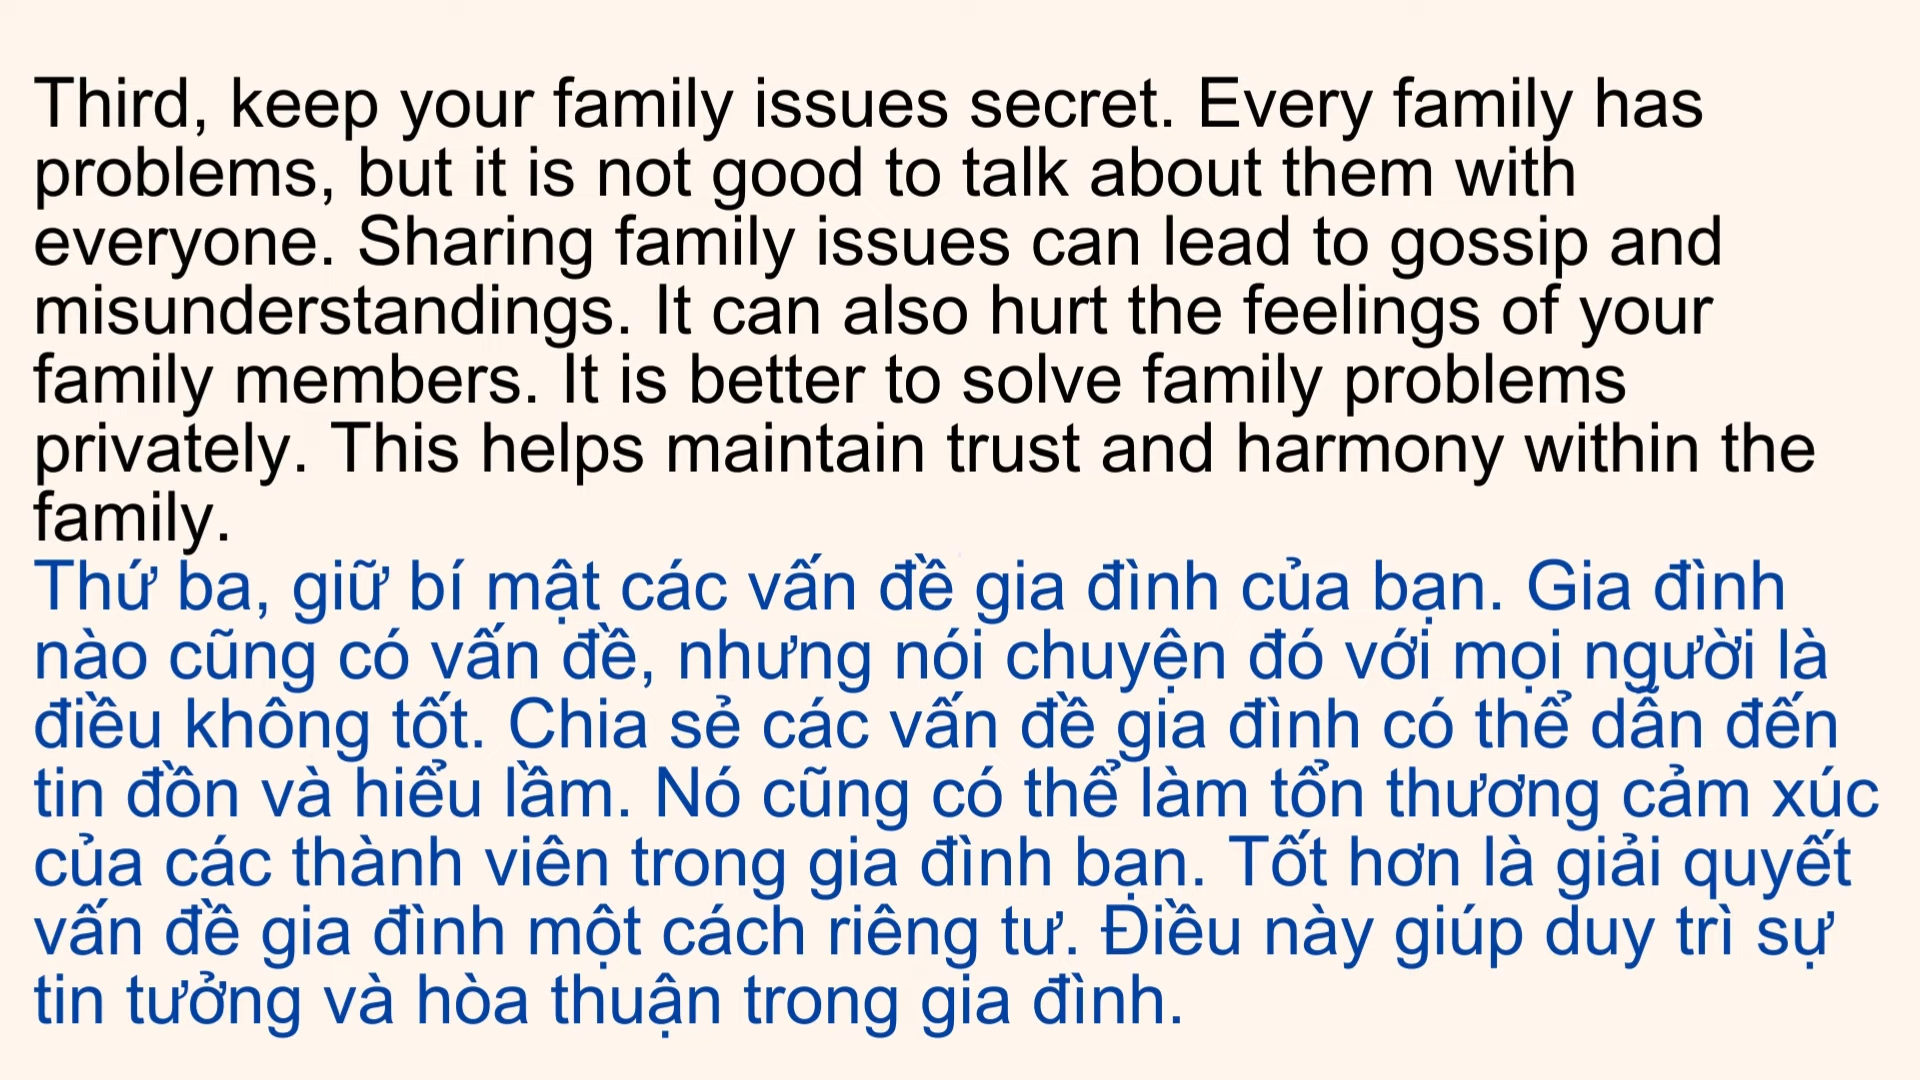 Third, keep your family issues secret. Every family has
problems, but it is not good to talk about them with
everyone. Sharing family issues can lead to gossip and
misunderstandings. It can also hurt the feelings of your
family members. It is better to solve family problems
privately. This helps maintain trust and harmony within the
family.
Thứ ba, giữ bí mật các vấn đề gia đình của bạn. Gia đình
nào cũng có vấn đề, nhưng nói chuyện đó với mọi người là
điều không tốt. Chia sẻ các vấn đề gia đình có thể dẫn đến
tin đồn và hiểu lầm. Nó cũng có thể làm tổn thương cảm xúc
của các thành viên trong gia đình bạn. Tốt hơn là giải quyết
vấn đề gia đình một cách riêng tư. Điều này giúp duy trì sự
tin tưởng và hòa thuận trong gia đình.